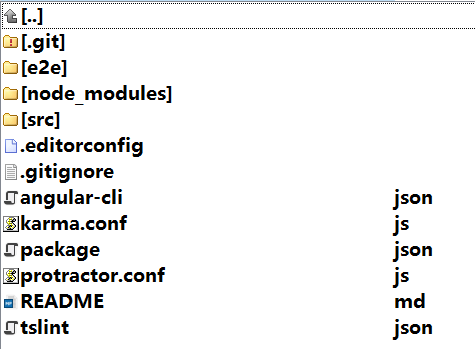 [..]
[.git]
[e2e]
[node_modules]
[src]
.editorconfig
.gitignore
angular-cli json
karma.conf js
package json
protractor.conf js
README md
tslint json